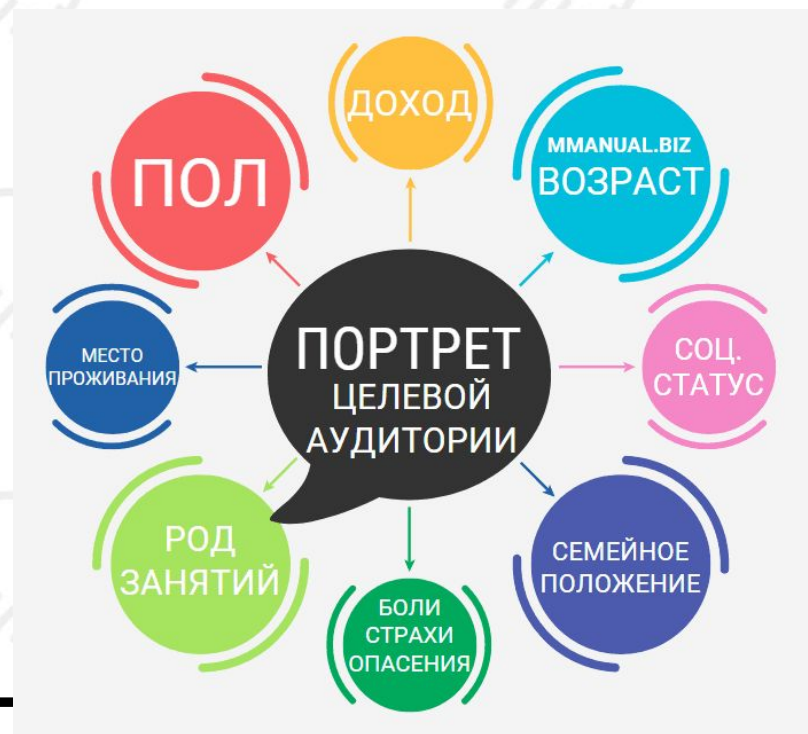 ДОХОД
ПОЛ
MMANUAL.BIZ
ВОЗРАСТ
ПОРТРЕТ
ЦЕЛЕВОЙ
АУДИТОРИИ
МЕСТО
ПРОЖИВАНИЯ
СОЦ.
СТАТУС
РОД
ЗАНЯТИЙ
СЕМЕЙНОЕ
ПОЛОЖЕНИЕ
БОЛИ
СТРАХИ
ОПАСЕНИЯ